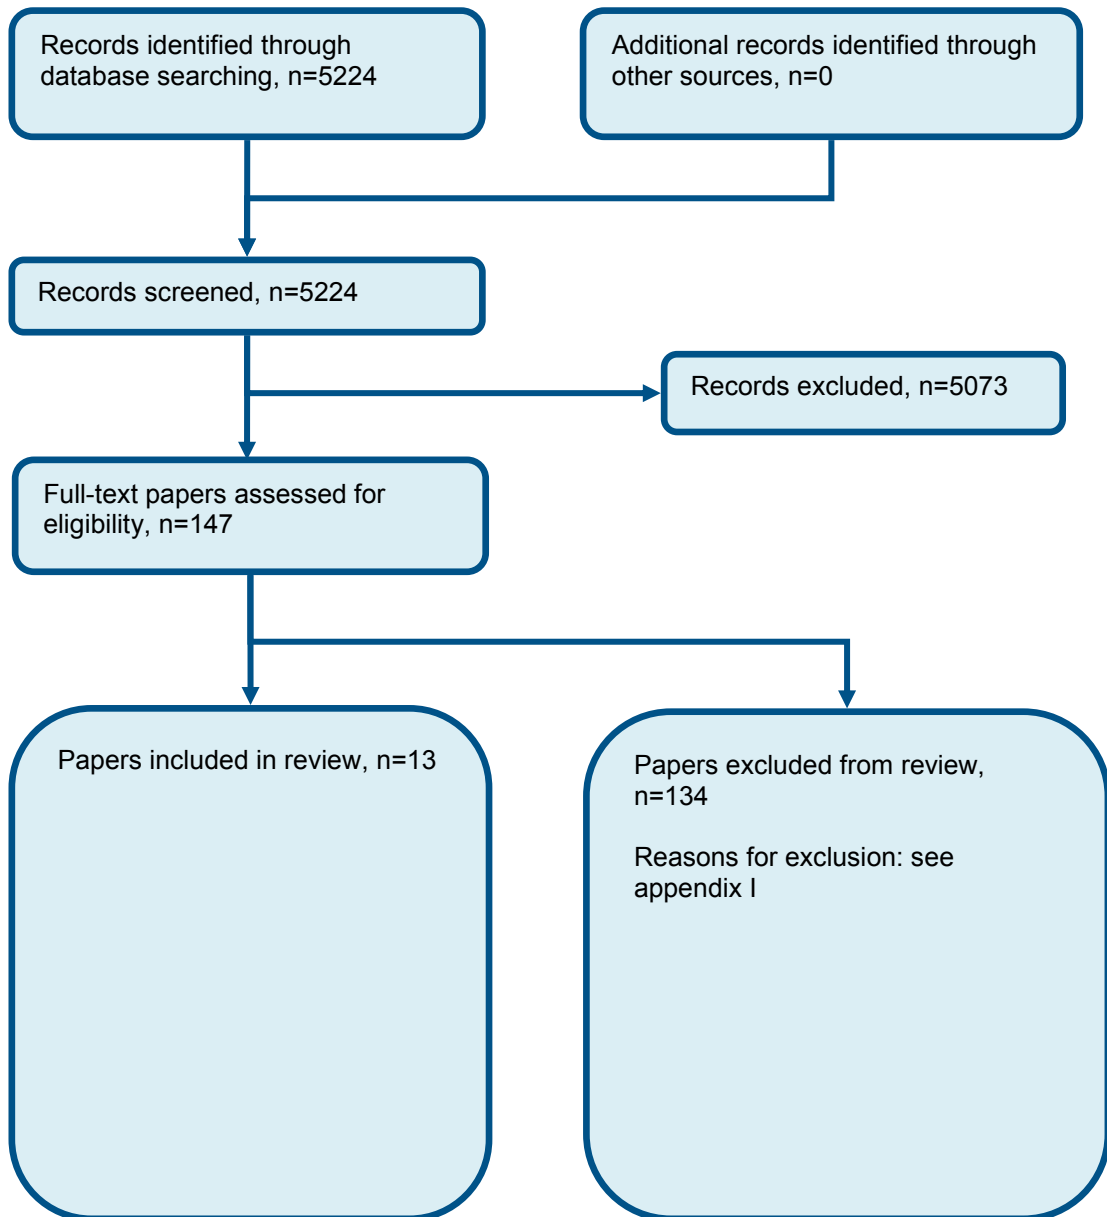 Records identified through
database searching, n=5224
Additional records identified through
other sources, n=0
Records screened, n=5224
Records excluded, n=5073
Full-text papers assessed for
eligibility, n=147
Papers included in review, n=13
Papers excluded from review,
n=134
Reasons for exclusion: see
appendix I